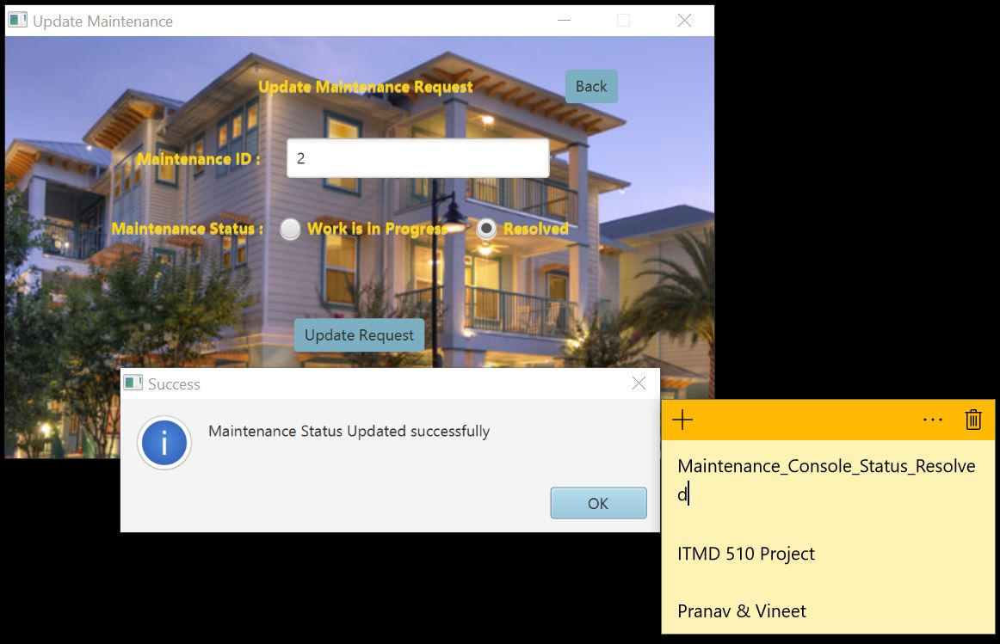 Update Maintenance
Update Maintenance Request
Back
Maintenance ID :
2
Maintenance Status :
Work is in Progress
Resolved
Update Request
Success
Maintenance Status Updated successfully
OK
Maintenance_Console_Status_Resolve
d
ITMD 510 Project
Pranav & Vineet